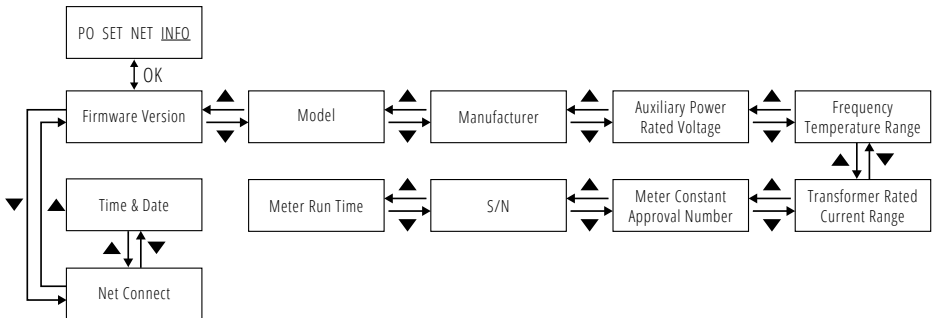 PO SET NET INFO
OK
Firmware Version
Model
Manufacturer
Auxiliary Power
Rated Voltage
Frequency
Temperature Range
Time & Date
Meter Run Time
S/N
Meter Constant
Approval Number
Transformer Rated
Current Range
Net Connect